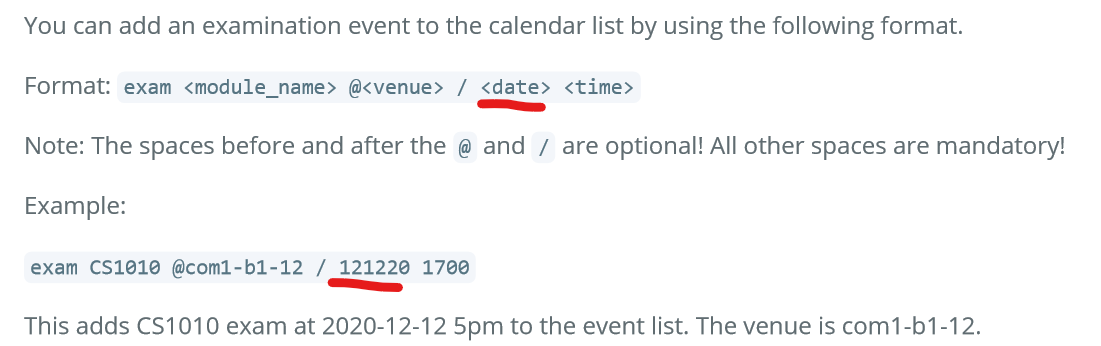 You can add an examination event to the calendar list by using the following format.
Format: exam <module_name> @<venue> / <date> <time>
Note: The spaces before and after the @ and / are optional! All other spaces are mandatory!
Example:
exam CS1010 @com1-b1-12 / 121220 1700
This adds CS1010 exam at 2020-12-12 5pm to the event list. The venue is com1-b1-12.